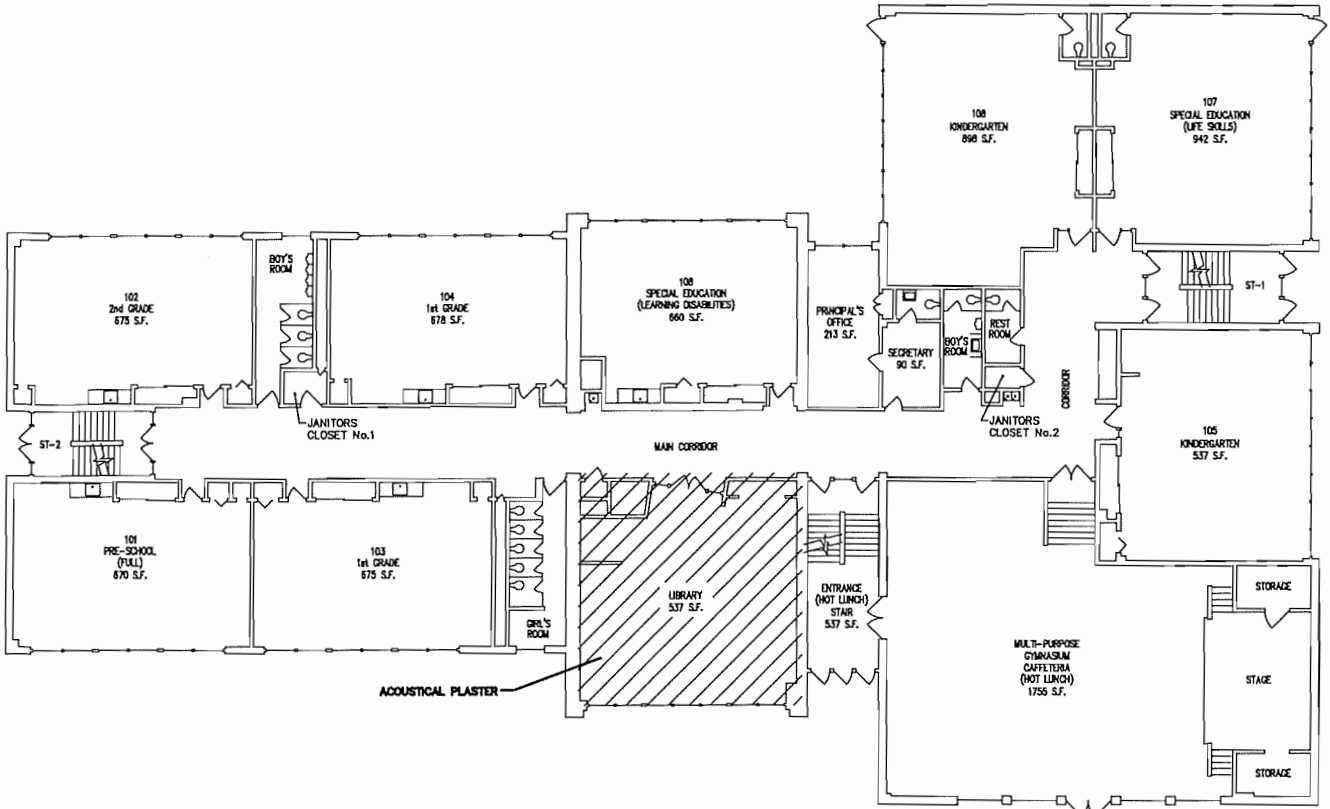 108
KINDERGARTEN
898 S.F.
107
SPECIAL EDUCATION
(LIFE SKILLS)
942 S.F.
102
2nd GRADE
675 S.F.
BOY'S
ROOM
104
1st GRADE
678 S.F.
108
SPECIAL EDUCATION
(LEARNING DISABILITIES)
660 S.F.
PRINCIPAL'S
OFFICE
213 S.F.
SECRETARY
90 S.F.
BOY'S
ROOM
REST
ROOM
ST-1
CORRIDOR
JANITORS
CLOSET No.1
JANITORS
CLOSET No.2
ST-2
MAIN CORRIDOR
105
KINDERGARTEN
537 S.F.
101
PRE-SCHOOL
(FULL)
670 S.F.
103
1st GRADE
675 S.F.
GIRL'S
ROOM
LIBRARY
537 S.F.
ENTRANCE
(HOT LUNCH)
STAIR
537 S.F.
MULTI-PURPOSE
GYMNASIUM
CAFFETERIA
(HOT LUNCH)
1755 S.F.
STORAGE
STAGE
STORAGE
ACOUSTICAL PLASTER